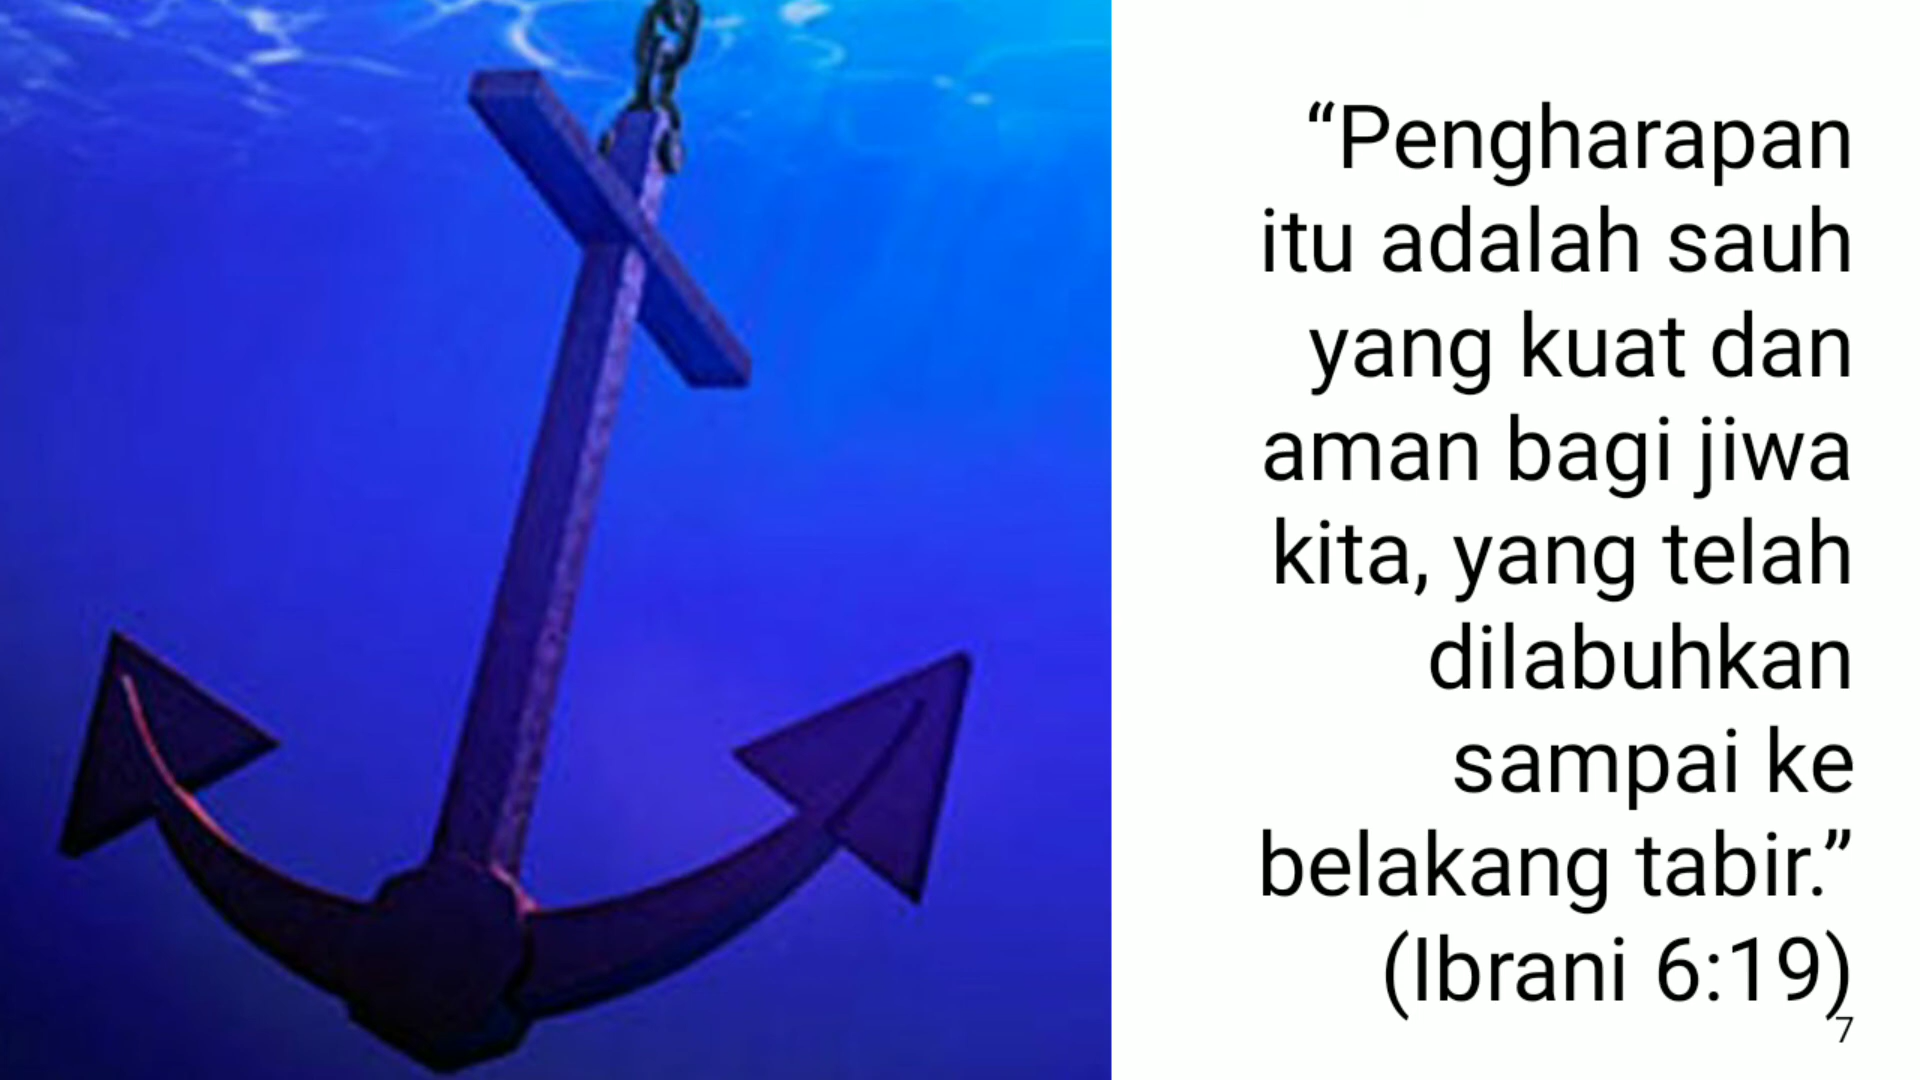 “Pengharapan
itu adalah sauh
yang kuat dan
aman bagi jiwa
kita, yang telah
dilabuhkan
sampai ke
belakang tabir.”
(Ibrani 6:19)
7